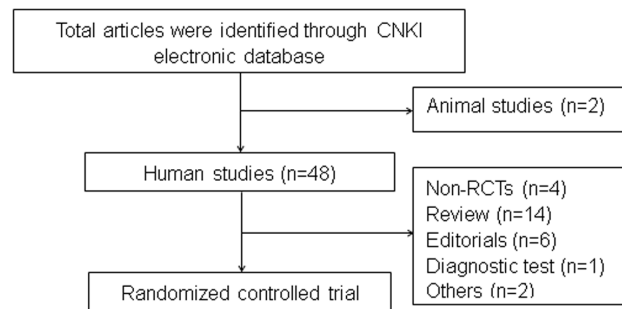 Total articles were identified through CNKI
electronic database
Animal studies (n=2)
Human studies (n=48)
Non-RCTs (n=4)
Review (n=14)
Editorials (n=6)
Diagnostic test (n=1)
Others (n=2)
Randomized controlled trial